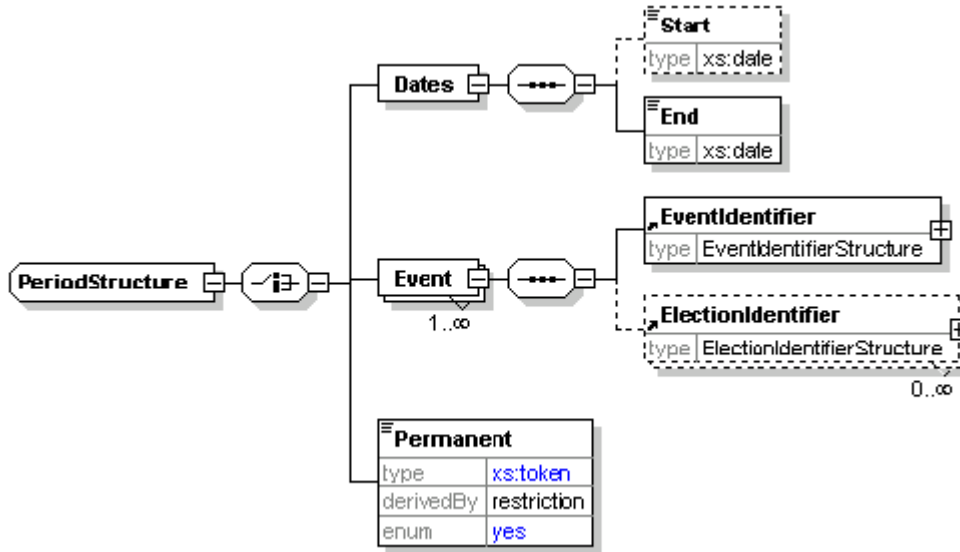 Start
type xs:date
Dates
End
type xs:date
EventIdentifier
type EventIdentifierStructure
PeriodStructure
Event
1..∞
ElectionIdentifier
type ElectionIdentifierStructure
0..∞
Permanent
type xs:token
derivedBy restriction
enum yes